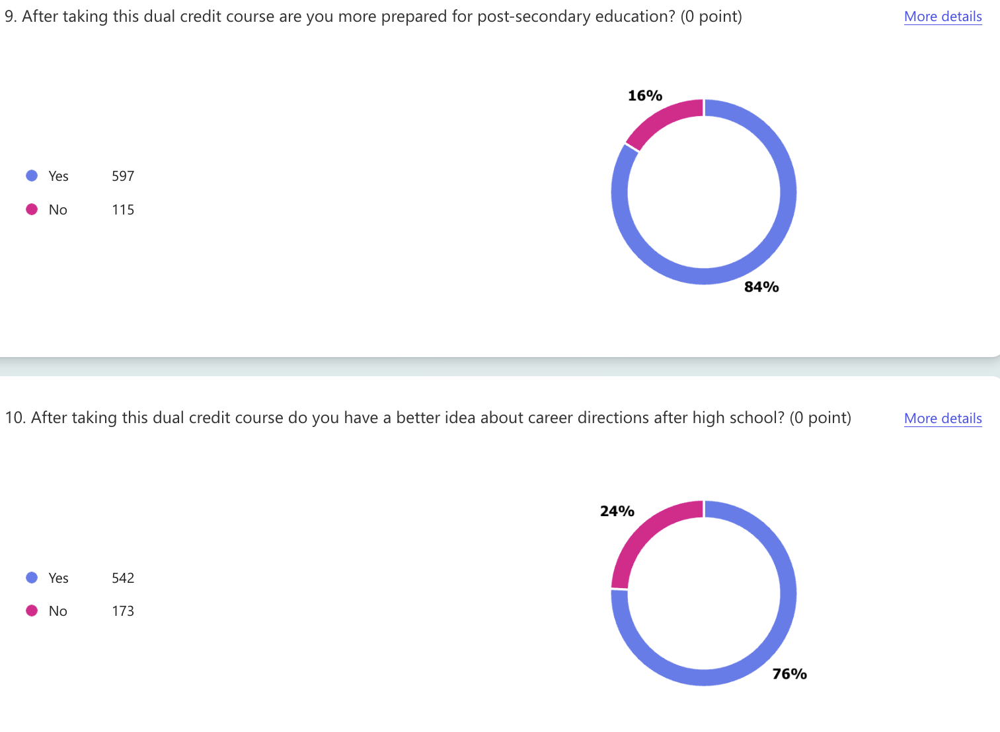 9. After taking this dual credit course are you more prepared for post-secondary education? (0 point)
More details
16%
Yes 597
No 115
84%
10. After taking this dual credit course do you have a better idea about career directions after high school? (0 point)
More details
24%
Yes 542
No 173
76%